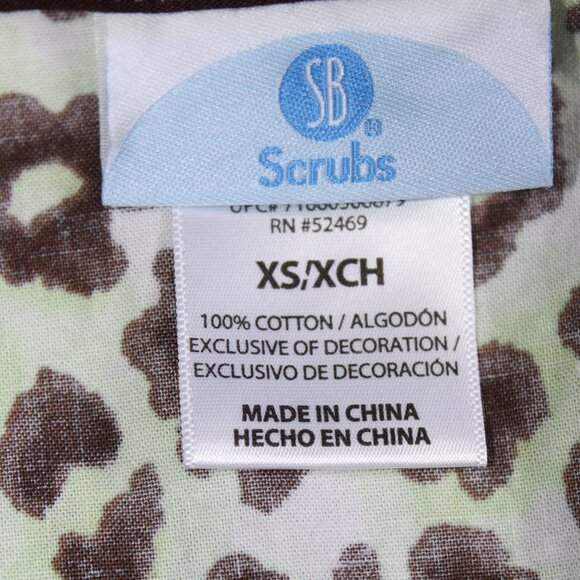 SB®
Scrubs
RN #52469
XS/XCH
100% COTTON / ALGODÓN
EXCLUSIVE OF DECORATION /
EXCLUSIVO DE DECORACIÓN
MADE IN CHINA
HECHO EN CHINA